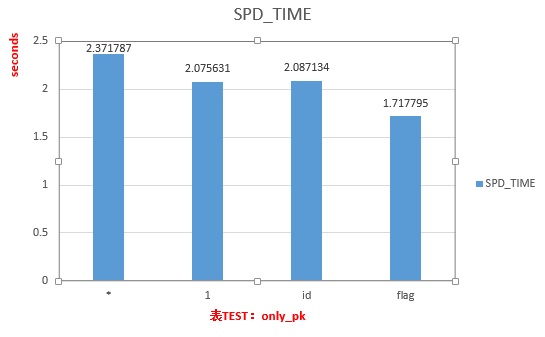 SPD_TIME
seconds
2.5
2
1.5
1
0.5
0
2.371787
2.075631
2.087134
1.717795
* 1 id flag
表TEST：only_pk
SPD_TIME